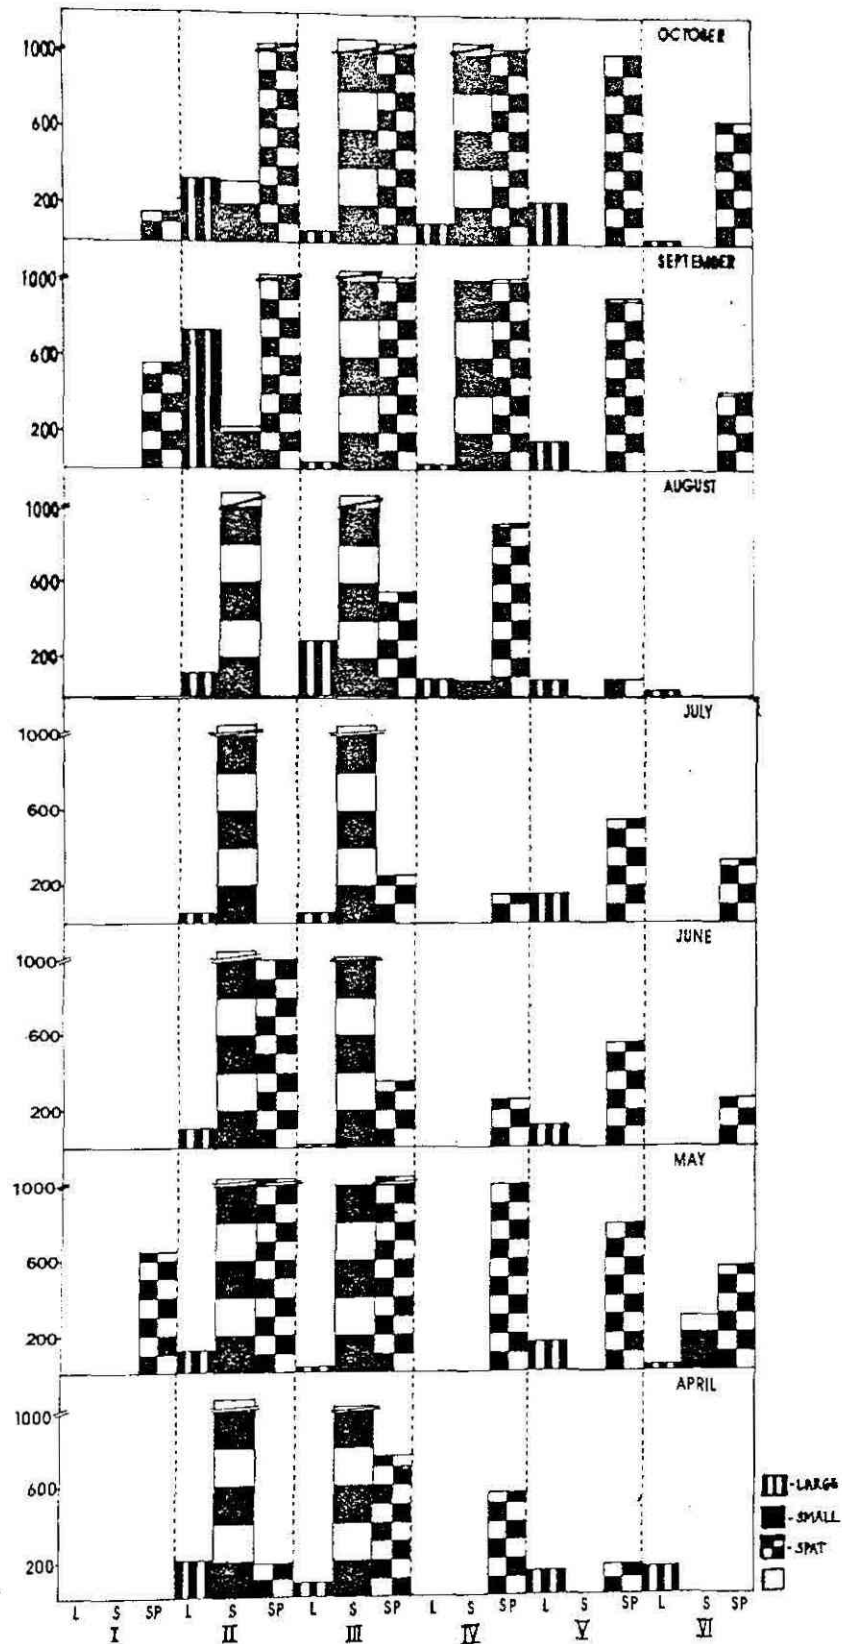 OCTOBER
1000
600
200
SEPTEMBER
1000
600
200
AUGUST
1000
600
200
JULY
1000
600
200
JUNE
1000
600
200
MAY
1000
600
200
APRIL
1000
600
200
-LARGE
-SMALL
-SPAT
L S SP L S SP L S SP L S SP L S SP L S SP
I II III IV V VI